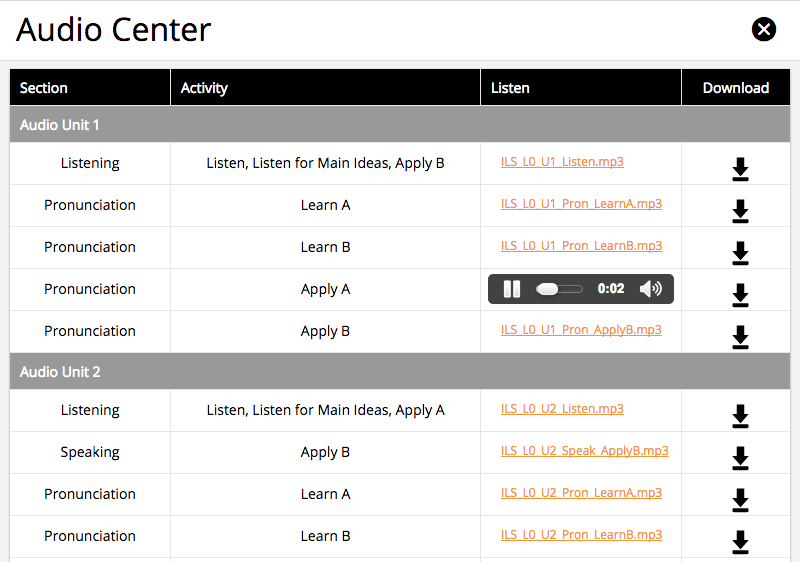 Audio Center
Section Activity Listen Download
Audio Unit 1
Listening Listen, Listen for Main Ideas, Apply B ILS_L0_U1_Listen.mp3
Pronunciation Learn A ILS_L0_U1_Pron_LearnA.mp3
Pronunciation Learn B ILS_L0_U1_Pron_LearnB.mp3
Pronunciation Apply A 0:02
Pronunciation Apply B ILS_L0_U1_Pron_ApplyB.mp3
Audio Unit 2
Listening Listen, Listen for Main Ideas, Apply A ILS_L0_U2_Listen.mp3
Speaking Apply B ILS_L0_U2_Speak_ApplyB.mp3
Pronunciation Learn A ILS_L0_U2_Pron_LearnA.mp3
Pronunciation Learn B ILS_L0_U2_Pron_LearnB.mp3